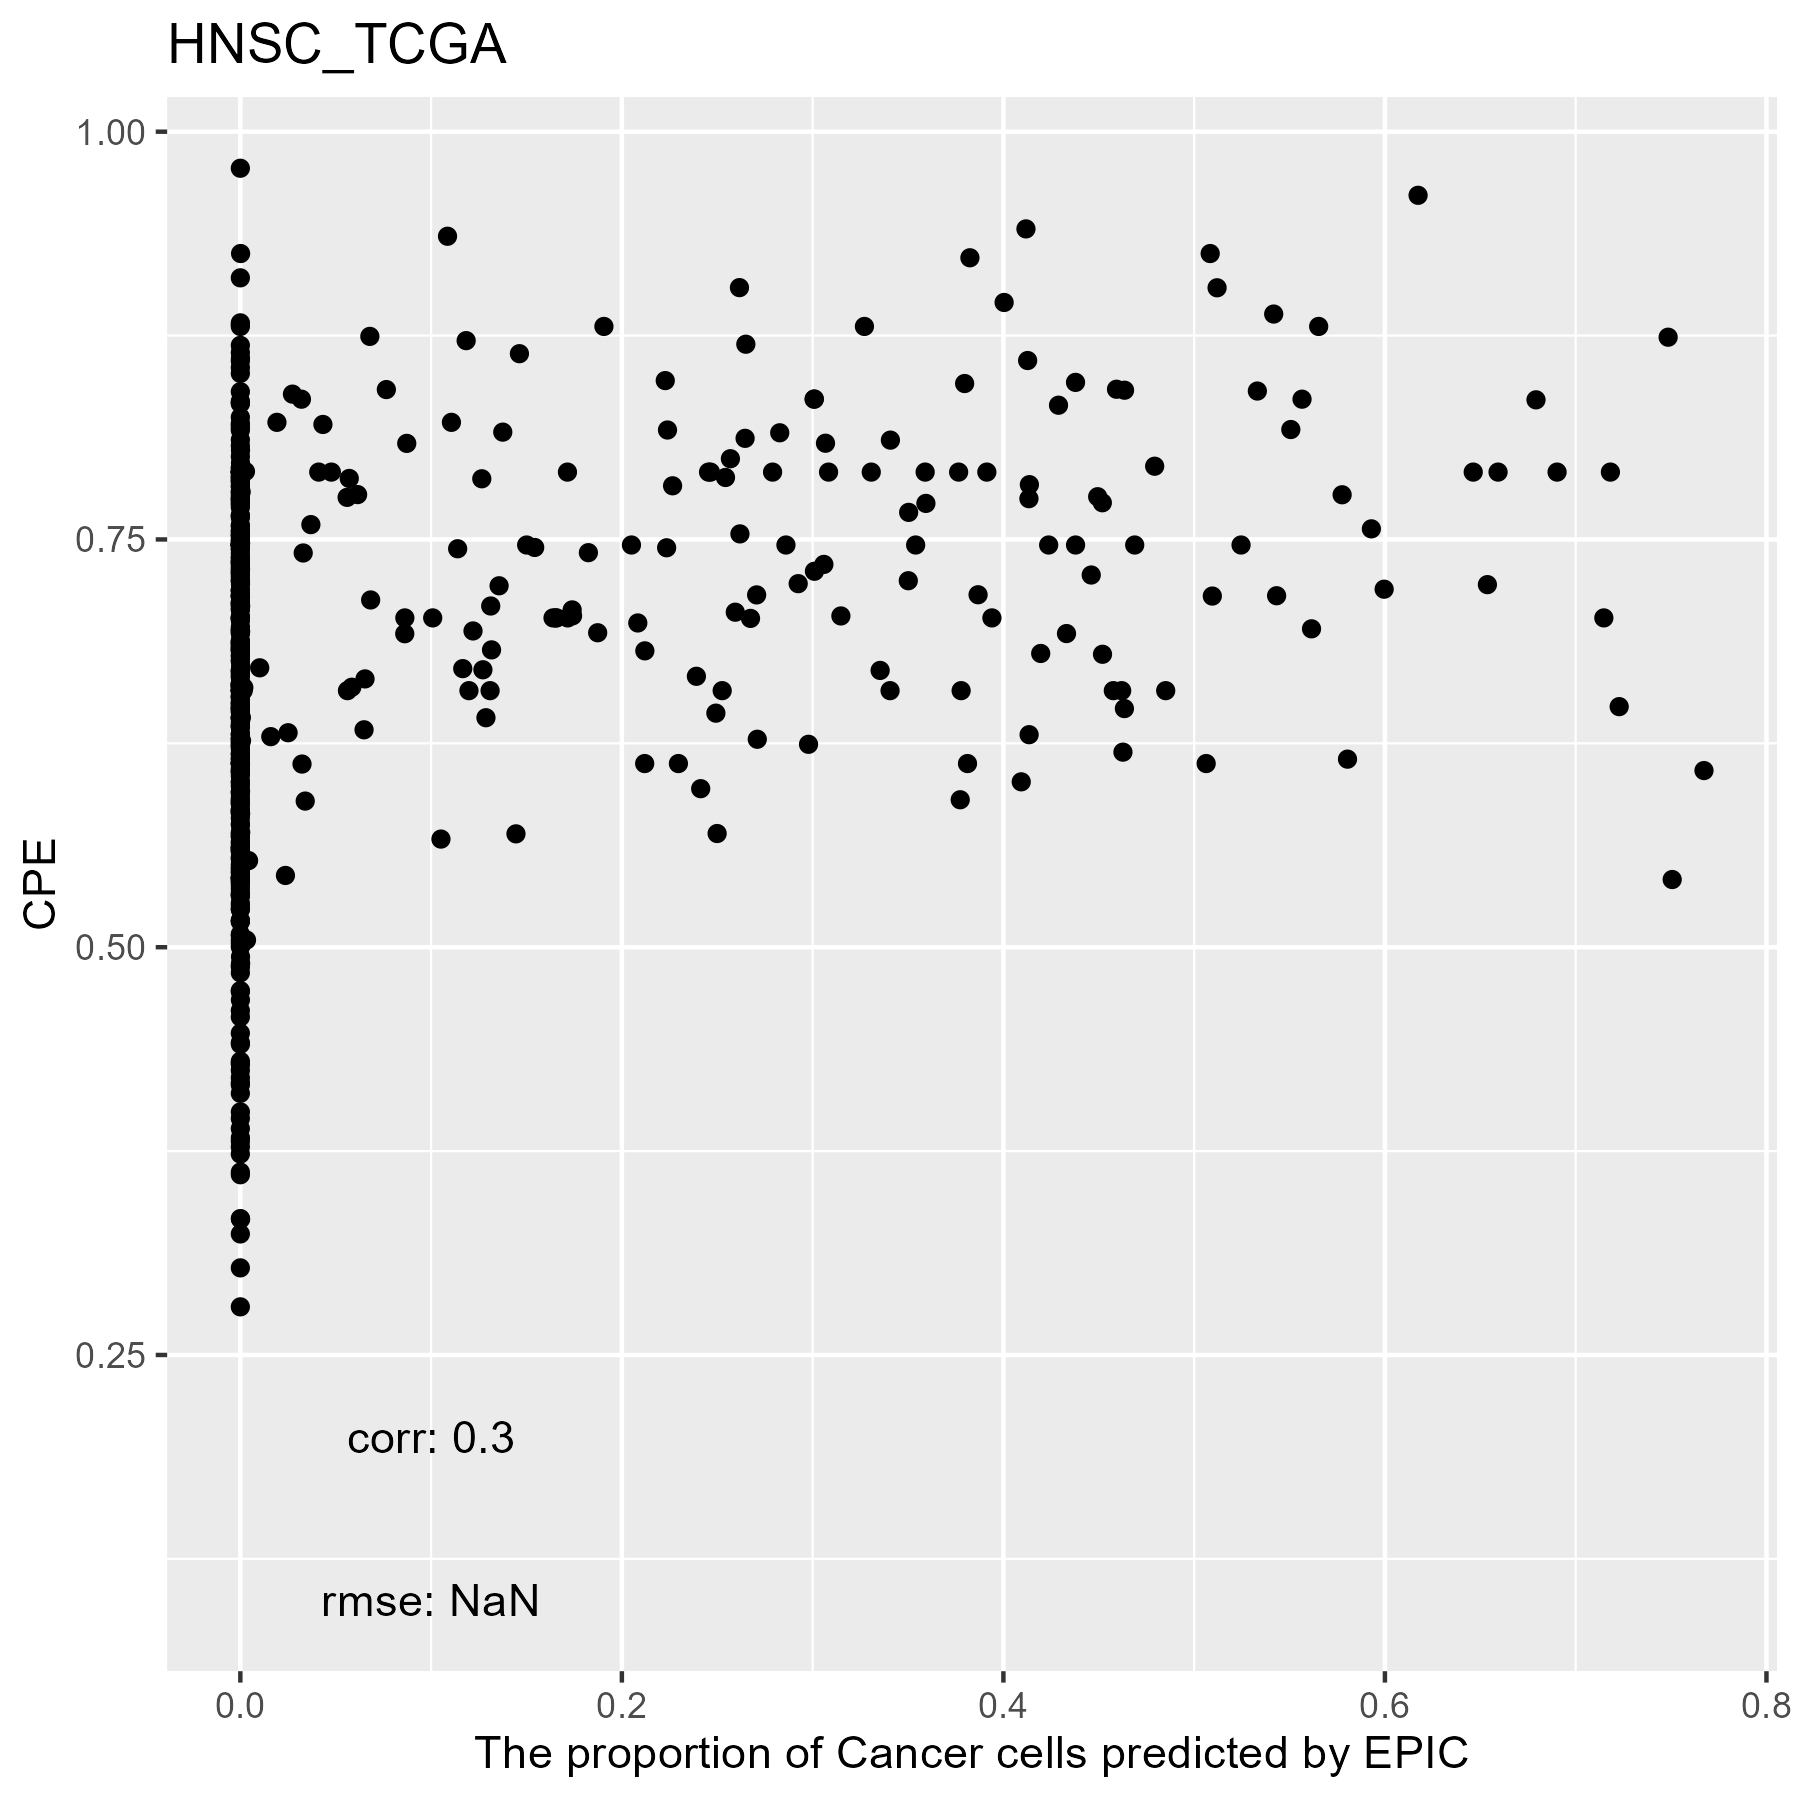 HNSC_TCGA
1.00
0.75
0.50
0.25
CPE
corr: 0.3
rmse: NaN
0.0 0.2 0.4 0.6 0.8
The proportion of Cancer cells predicted by EPIC